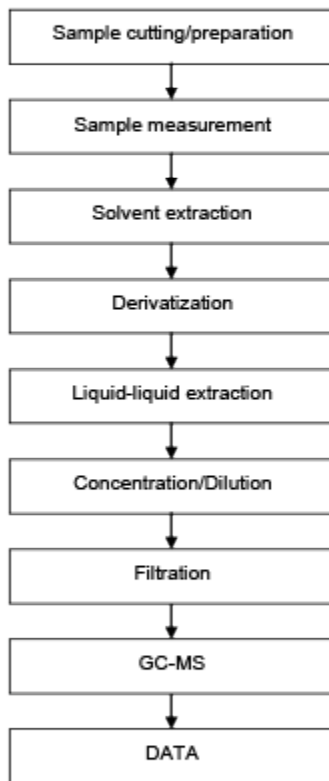 Sample cutting/preparation
Sample measurement
Solvent extraction
Derivatization
Liquid-liquid extraction
Concentration/Dilution
Filtration
GC-MS
DATA